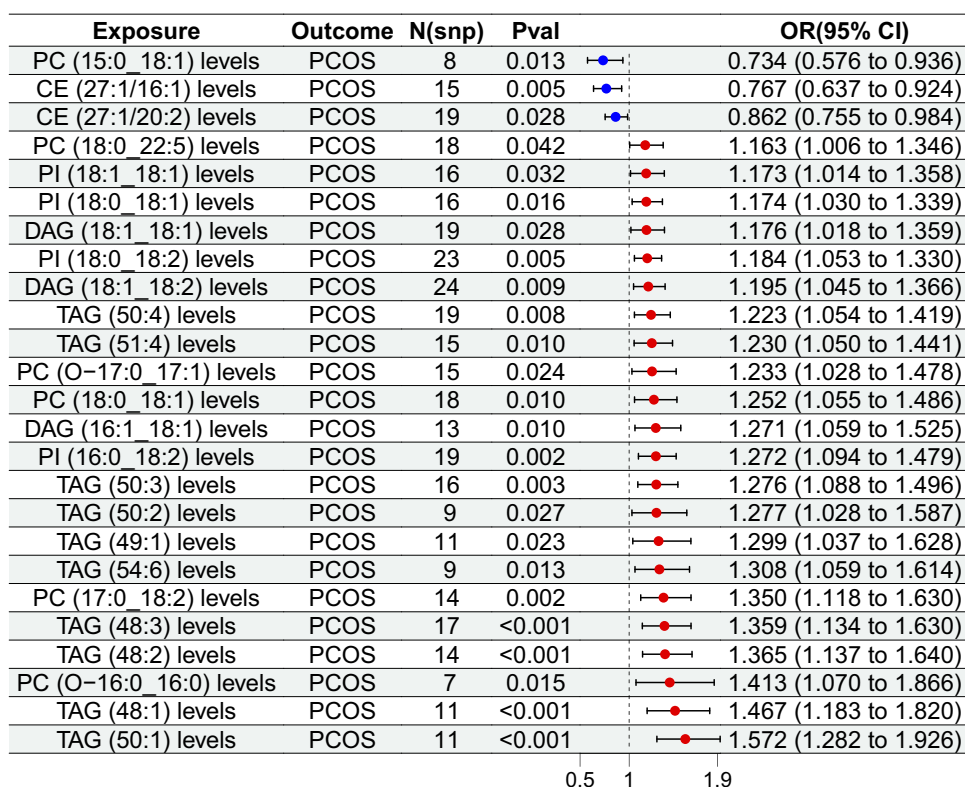 Exposure Outcome N(snp) Pval OR(95% CI)
PC (15:0_18:1) levels PCOS 8 0.013 0.734 (0.576 to 0.936)
CE (27:1/16:1) levels PCOS 15 0.005 0.767 (0.637 to 0.924)
CE (27:1/20:2) levels PCOS 19 0.028 0.862 (0.755 to 0.984)
PC (18:0_22:5) levels PCOS 18 0.042 1.163 (1.006 to 1.346)
PI (18:1_18:1) levels PCOS 16 0.032 1.173 (1.014 to 1.358)
PI (18:0_18:1) levels PCOS 16 0.016 1.174 (1.030 to 1.339)
DAG (18:1_18:1) levels PCOS 19 0.028 1.176 (1.018 to 1.359)
PI (18:0_18:2) levels PCOS 23 0.005 1.184 (1.053 to 1.330)
DAG (18:1_18:2) levels PCOS 24 0.009 1.195 (1.045 to 1.366)
TAG (50:4) levels PCOS 19 0.008 1.223 (1.054 to 1.419)
TAG (51:4) levels PCOS 15 0.010 1.230 (1.050 to 1.441)
PC (O−17:0_17:1) levels PCOS 15 0.024 1.233 (1.028 to 1.478)
PC (18:0_18:1) levels PCOS 18 0.010 1.252 (1.055 to 1.486)
DAG (16:1_18:1) levels PCOS 13 0.010 1.271 (1.059 to 1.525)
PI (16:0_18:2) levels PCOS 19 0.002 1.272 (1.094 to 1.479)
TAG (50:3) levels PCOS 16 0.003 1.276 (1.088 to 1.496)
TAG (50:2) levels PCOS 9 0.027 1.277 (1.028 to 1.587)
TAG (49:1) levels PCOS 11 0.023 1.299 (1.037 to 1.628)
TAG (54:6) levels PCOS 9 0.013 1.308 (1.059 to 1.614)
PC (17:0_18:2) levels PCOS 14 0.002 1.350 (1.118 to 1.630)
TAG (48:3) levels PCOS 17 <0.001 1.359 (1.134 to 1.630)
TAG (48:2) levels PCOS 14 <0.001 1.365 (1.137 to 1.640)
PC (O−16:0_16:0) levels PCOS 7 0.015 1.413 (1.070 to 1.866)
TAG (48:1) levels PCOS 11 <0.001 1.467 (1.183 to 1.820)
TAG (50:1) levels PCOS 11 <0.001 1.572 (1.282 to 1.926)
0.5 1 1.9